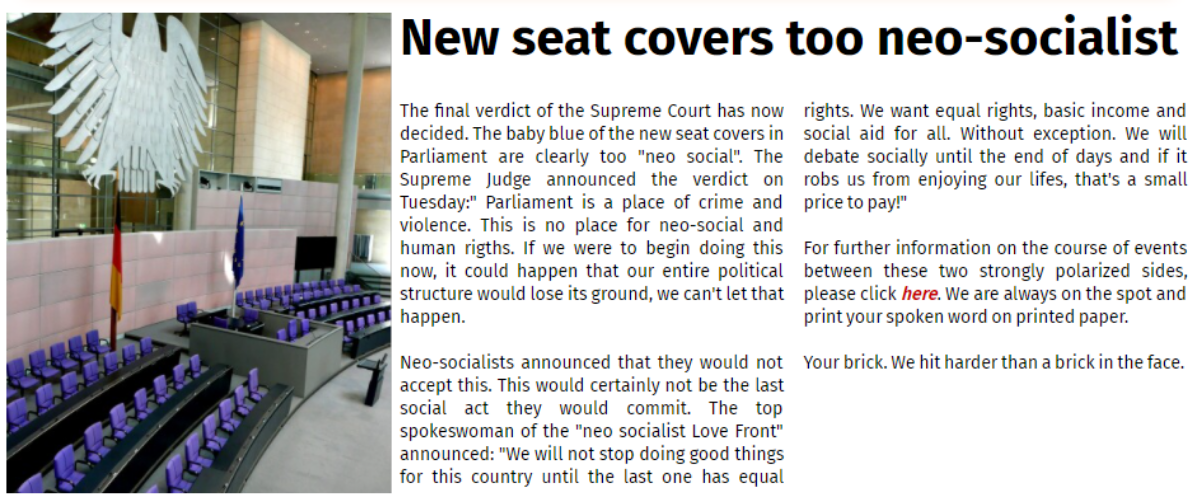 New seat covers too neo-socialist
The final verdict of the Supreme Court has now
decided. The baby blue of the new seat covers in
Parliament are clearly too "neo social". The
Supreme Judge announced the verdict on
Tuesday:" Parliament is a place of crime and
violence. This is no place for neo-social and
human rigths. If we were to begin doing this
now, it could happen that our entire political
structure would lose its ground, we can't let that
happen.
Neo-socialists announced that they would not
accept this. This would certainly not be the last
social act they would commit. The top
spokeswoman of the "neo socialist Love Front"
announced: "We will not stop doing good things
for this country until the last one has equal
rights. We want equal rights, basic income and
social aid for all. Without exception. We will
debate socially until the end of days and if it
robs us from enjoying our lifes, that's a small
price to pay!"
For further information on the course of events
between these two strongly polarized sides,
please click here. We are always on the spot and
print your spoken word on printed paper.
Your brick. We hit harder than a brick in the face.